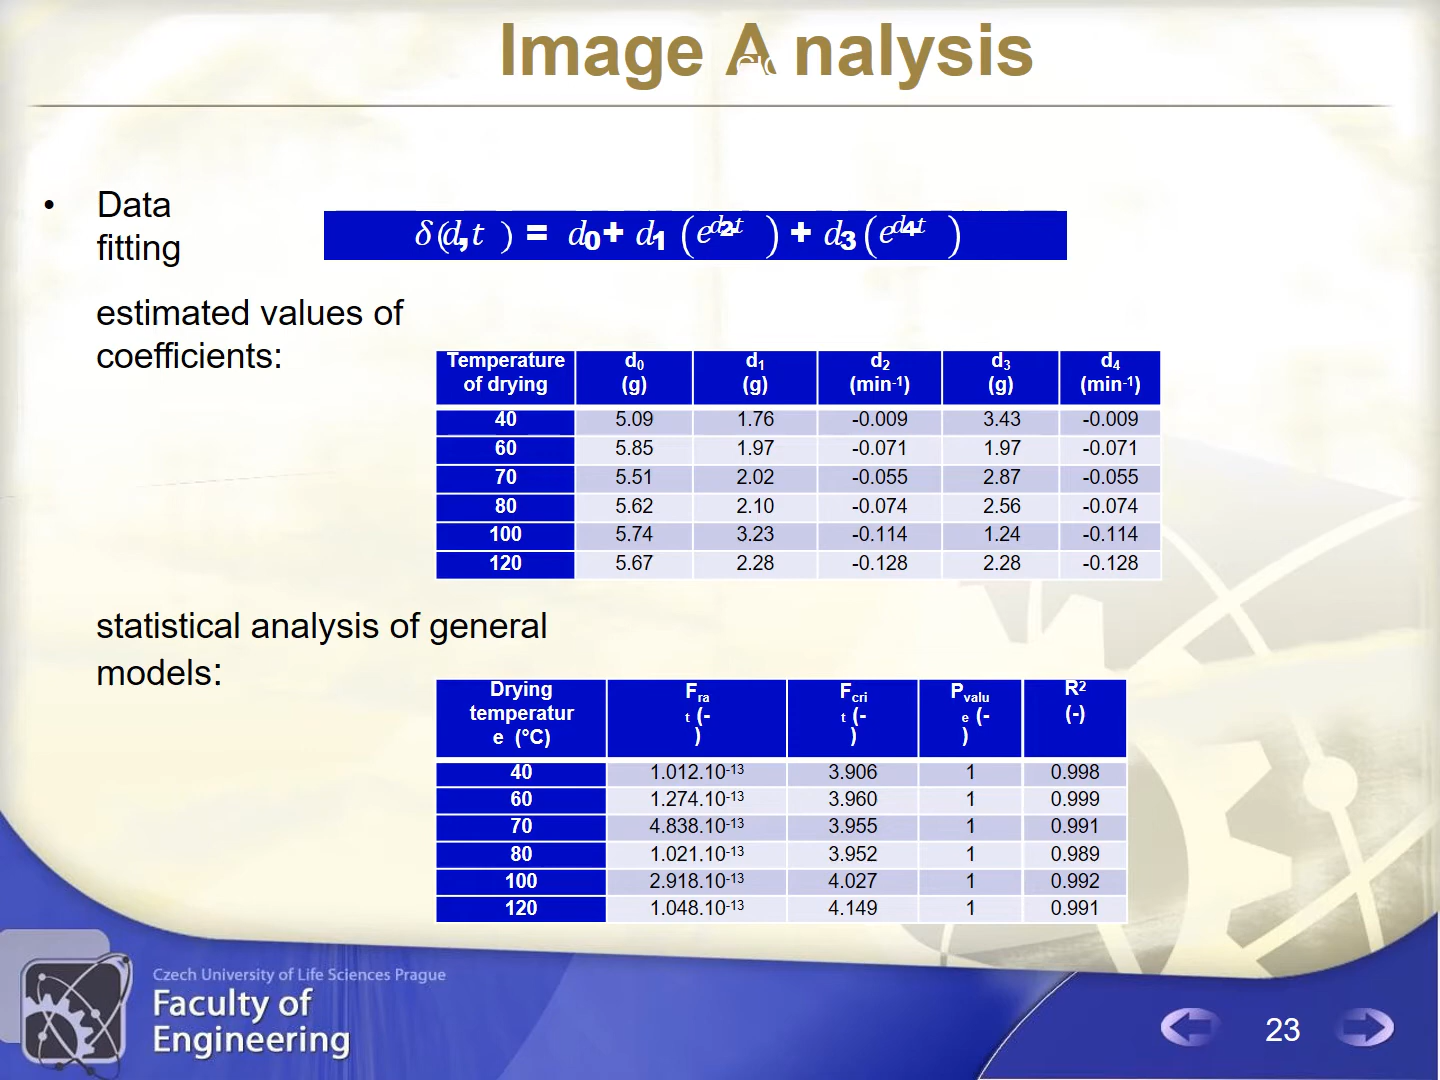 Image Analysis
• Data
fitting
δ(d,t) = d0+ d1 (e^d2t) + d3 (e^d4t)
estimated values of
coefficients:
Temperature of drying d0 (g) d1 (g) d2 (min-1) d3 (g) d4 (min-1)
40 5.09 1.76 -0.009 3.43 -0.009
60 5.85 1.97 -0.071 1.97 -0.071
70 5.51 2.02 -0.055 2.87 -0.055
80 5.62 2.10 -0.074 2.56 -0.074
100 5.74 3.23 -0.114 1.24 -0.114
120 5.67 2.28 -0.128 2.28 -0.128
statistical analysis of general
models:
Drying temperature (°C) Frat (-) Fcrit (-) Pvalue (-) R2 (-)
40 1.012.10-13 3.906 1 0.998
60 1.274.10-13 3.960 1 0.999
70 4.838.10-13 3.955 1 0.991
80 1.021.10-13 3.952 1 0.989
100 2.918.10-13 4.027 1 0.992
120 1.048.10-13 4.149 1 0.991
Czech University of Life Sciences Prague
Faculty of
Engineering
23